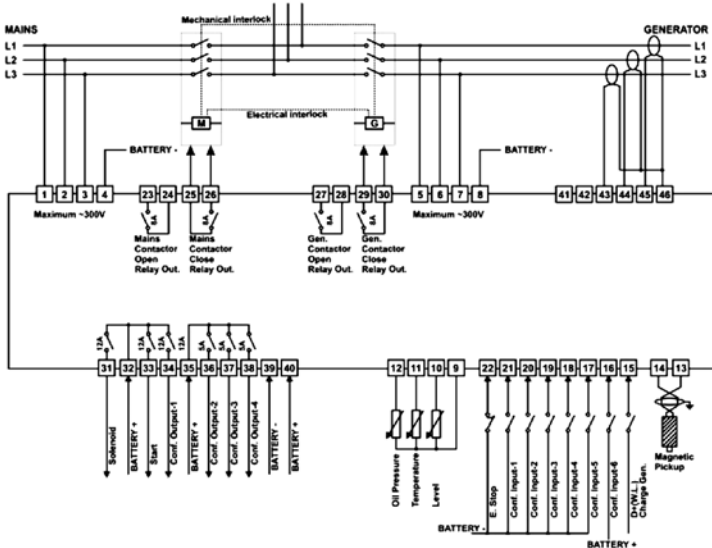 Mechanical interlock
MAINS
GENERATOR
L1
L1
L2
L2
L3
L3
Electrical interlock
M
G
BATTERY -
BATTERY -
1 2 3 4 23 24 25 26 27 28 29 30 5 6 7 8 41 42 43 44 45 46
Maximum ~300V
8A
8A
8A
8A
Maximum ~300V
Mains
Contactor
Open
Relay Out.
Mains
Contactor
Close
Relay Out.
Gen.
Contactor
Open
Relay Out.
Gen.
Contactor
Close
Relay Out.
12A
12A
12A
5A
5A
5A
31 32 33 34 35 36 37 38 39 40 12 11 10 9 22 21 20 19 18 17 16 15 14 13
Solenoid
BATTERY +
Start
Conf. Output-1
BATTERY +
Conf. Output-2
Conf. Output-3
Conf. Output-4
BATTERY -
BATTERY +
Oil Pressure
Temperature
Level
E. Stop
Conf. Input-1
Conf. Input-2
Conf. Input-3
Conf. Input-4
Conf. Input-5
Conf. Input-6
D+(W.L.)
Charge Gen.
Magnetic
Pickup
BATTERY -
BATTERY +